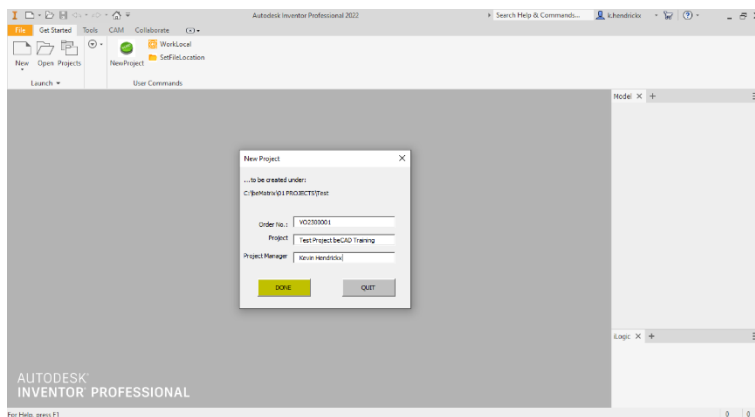 Autodesk Inventor Professional 2022
Search Help & Commands...
k.hendrickx
File Get Started Tools CAM Collaborate
New Open Projects NewProject
WorkLocal
SetFileLocation
Launch User Commands
Model
New Project
...to be created under:
C:\beMatrix\01 PROJECTS\Test
Order No.: VO2300001
Project Test Project beCAD Training
Project Manager Kevin Hendrickx
DONE QUIT
iLogic
AUTODESK
INVENTOR PROFESSIONAL
For Help, press F1
0 0